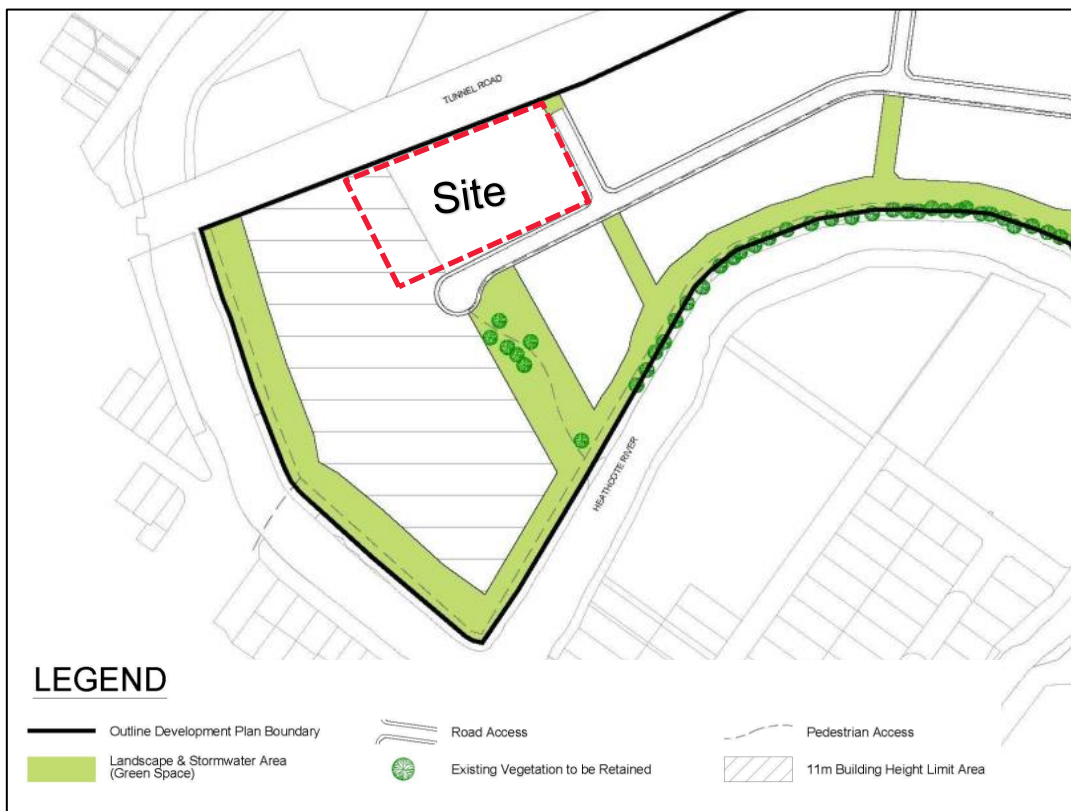 TUNNEL ROAD
Site
HEATHCOTE RIVER
LEGEND
Outline Development Plan Boundary
Road Access
Pedestrian Access
Landscape & Stormwater Area
(Green Space)
Existing Vegetation to be Retained
11m Building Height Limit Area